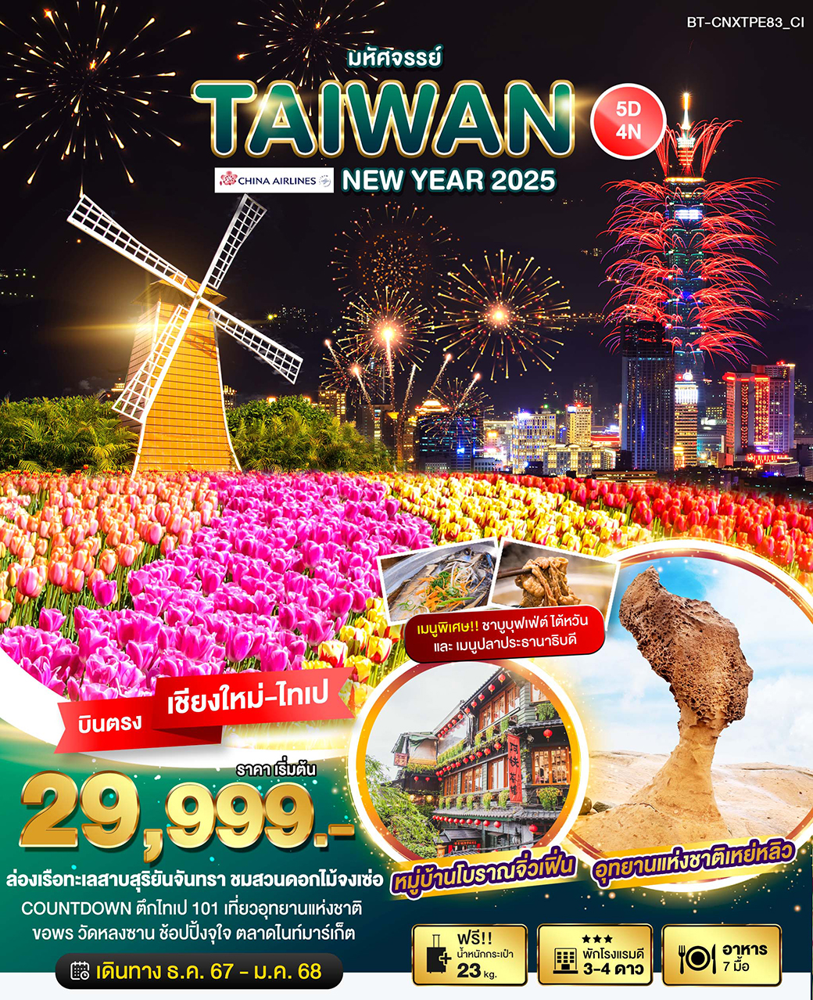 BT-CNXTPE83_CI
มหัศจรรย์
TAIWAN
5D
4N
CHINA AIRLINES
NEW YEAR 2025
เมนูพิเศษ!! ชาบูบุฟเฟ่ต์ ไต้หวัน
และ เมนูปลาประธานาธิบดี
บินตรง เชียงใหม่-ไทเป
ราคา เริ่มต้น
29,999.-
ล่องเรือทะเลสาบสุริยันจันทรา ชมสวนดอกไม้จงเซ่อ
COUNTDOWN ตึกไทเป 101 เที่ยวอุทยานแห่งชาติ
ขอพร วัดหลงซาน ช้อปปิ้งจุใจ ตลาดไนท์มาร์เก็ต
เดินทาง ธ.ค. 67 - ม.ค. 68
หมู่บ้านโบราณจิ่วเฟิ่น
อุทยานแห่งชาติเหย่หลิว
ฟรี!!
น้ำหนักกระเป๋า
23 kg.
พักโรงแรมดี
3-4 ดาว
อาหาร
7 มื้อ